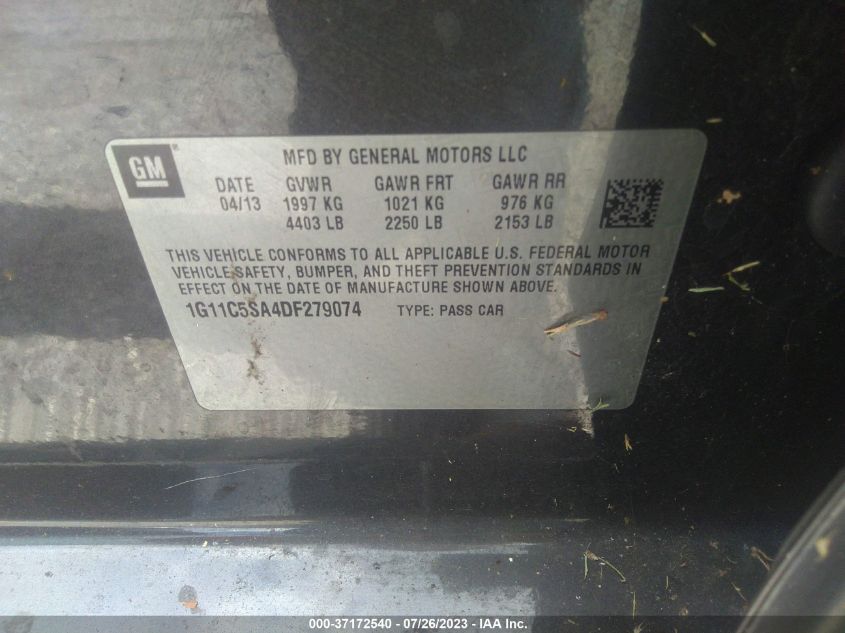 GM
MFD BY GENERAL MOTORS LLC
DATE GVWR GAWR FRT GAWR RR
04/13 1997 KG 1021 KG 976 KG
4403 LB 2250 LB 2153 LB
THIS VEHICLE CONFORMS TO ALL APPLICABLE U.S. FEDERAL MOTOR
VEHICLE SAFETY, BUMPER, AND THEFT PREVENTION STANDARDS IN
EFFECT ON THE DATE OF MANUFACTURE SHOWN ABOVE.
1G11C5SA4DF279074 TYPE: PASS CAR
000-37172540 - 07/26/2023 - IAA Inc.